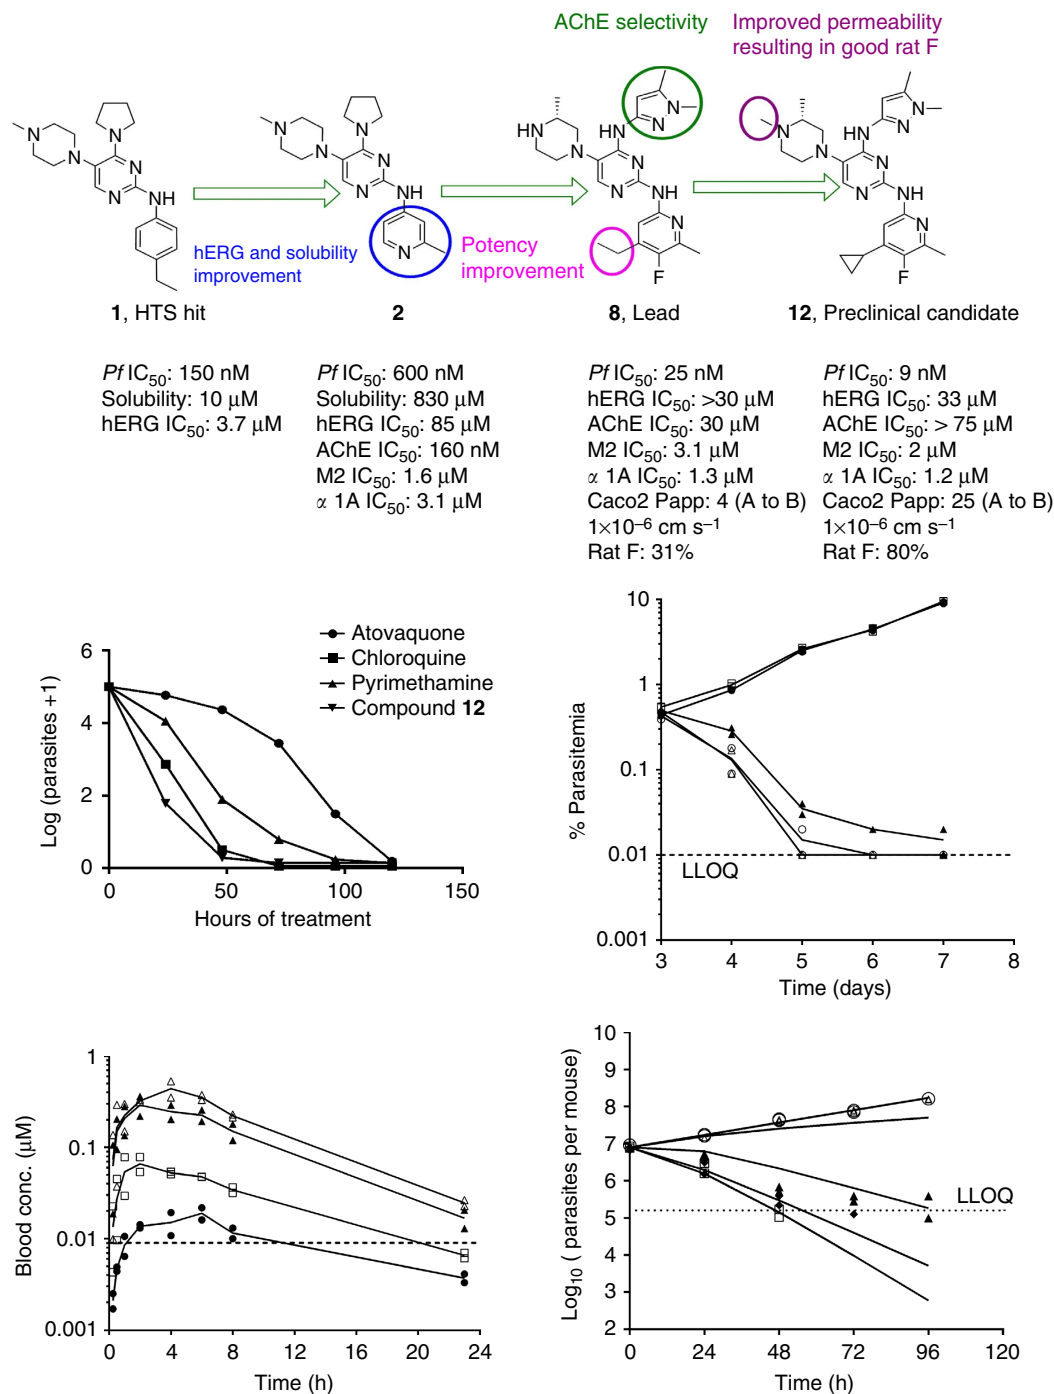 AChE selectivity
Improved permeability
resulting in good rat F
N
N
N
N
N
NH
N
N
N
N
N
NH
N
HN
N
N
HN
N
N
N
NH
N
F
N
N
HN
N
N
N
N
NH
N
F
hERG and solubility
improvement
Potency
improvement
1, HTS hit
2
8, Lead
12, Preclinical candidate
Pf IC50: 150 nM
Solubility: 10 μM
hERG IC50: 3.7 μM
Pf IC50: 600 nM
Solubility: 830 μM
hERG IC50: 85 μM
AChE IC50: 160 nM
M2 IC50: 1.6 μM
α 1A IC50: 3.1 μM
Pf IC50: 25 nM
hERG IC50: >30 μM
AChE IC50: 30 μM
M2 IC50: 3.1 μM
α 1A IC50: 1.3 μM
Caco2 Papp: 4 (A to B)
1×10−6 cm s−1
Rat F: 31%
Pf IC50: 9 nM
hERG IC50: 33 μM
AChE IC50: > 75 μM
M2 IC50: 2 μM
α 1A IC50: 1.2 μM
Caco2 Papp: 25 (A to B)
1×10−6 cm s−1
Rat F: 80%
Log (parasites +1)
6
4
2
0
0 50 100 150
Hours of treatment
Atovaquone
Chloroquine
Pyrimethamine
Compound 12
% Parasitemia
10
1
0.1
0.01
0.001
LLOQ
3 4 5 6 7 8
Time (days)
Blood conc. (μM)
1
0.1
0.01
0.001
0 4 8 12 16 20 24
Time (h)
Log10 ( parasites per mouse)
10
9
8
7
6
5
4
3
2
LLOQ
0 24 48 72 96 120
Time (h)